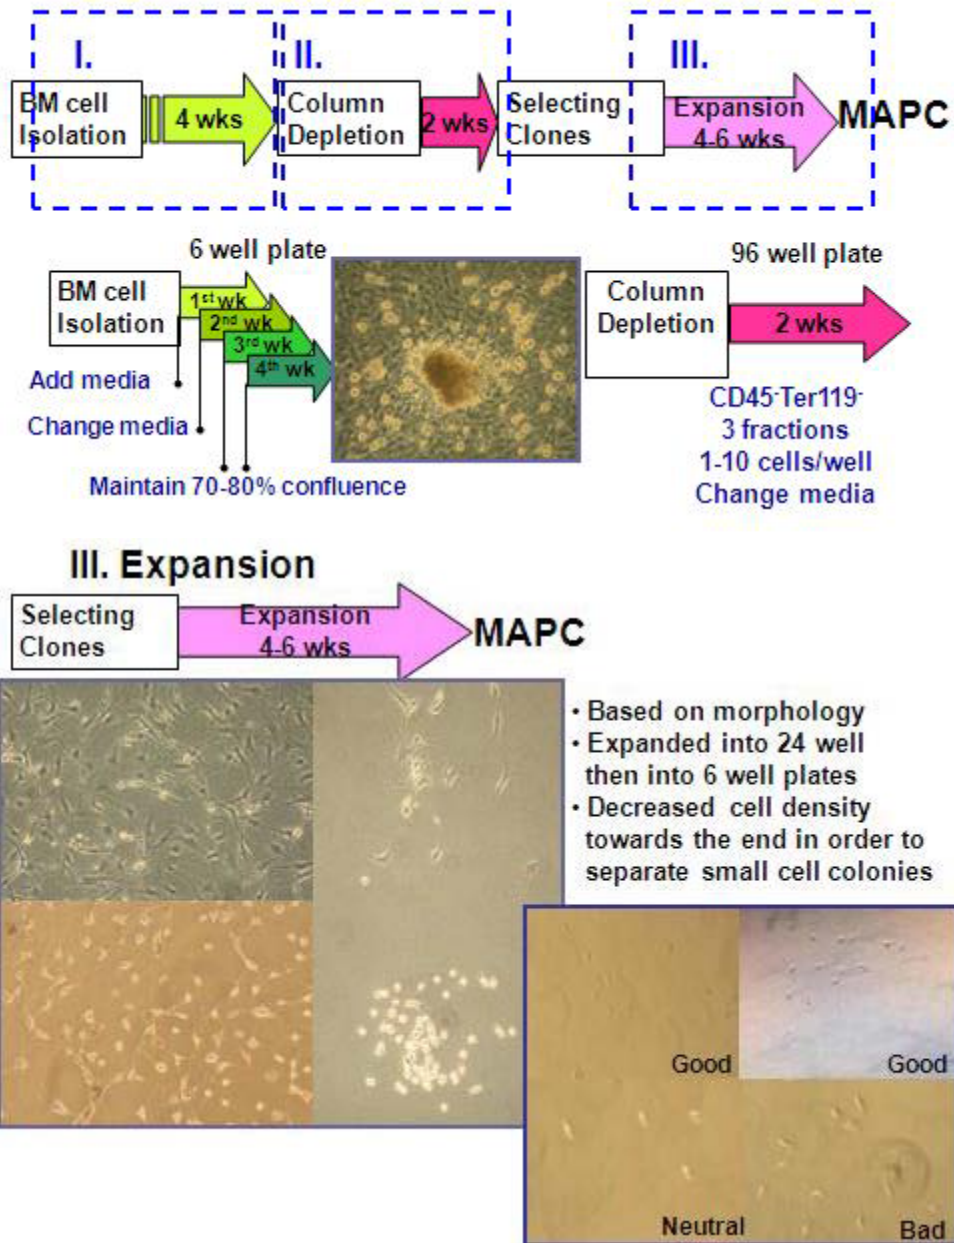 I.
II.
III.
BM cell
Isolation
4 wks
Column
Depletion
2 wks
Selecting
Clones
Expansion
4-6 wks
MAPC
6 well plate
BM cell
Isolation
1st wk
2nd wk
3rd wk
4th wk
Add media
Change media
Maintain 70-80% confluence
96 well plate
Column
Depletion
2 wks
CD45-Ter119-
3 fractions
1-10 cells/well
Change media
III. Expansion
Selecting
Clones
Expansion
4-6 wks
MAPC
• Based on morphology
• Expanded into 24 well
then into 6 well plates
• Decreased cell density
towards the end in order to
separate small cell colonies
Good
Good
Neutral
Bad